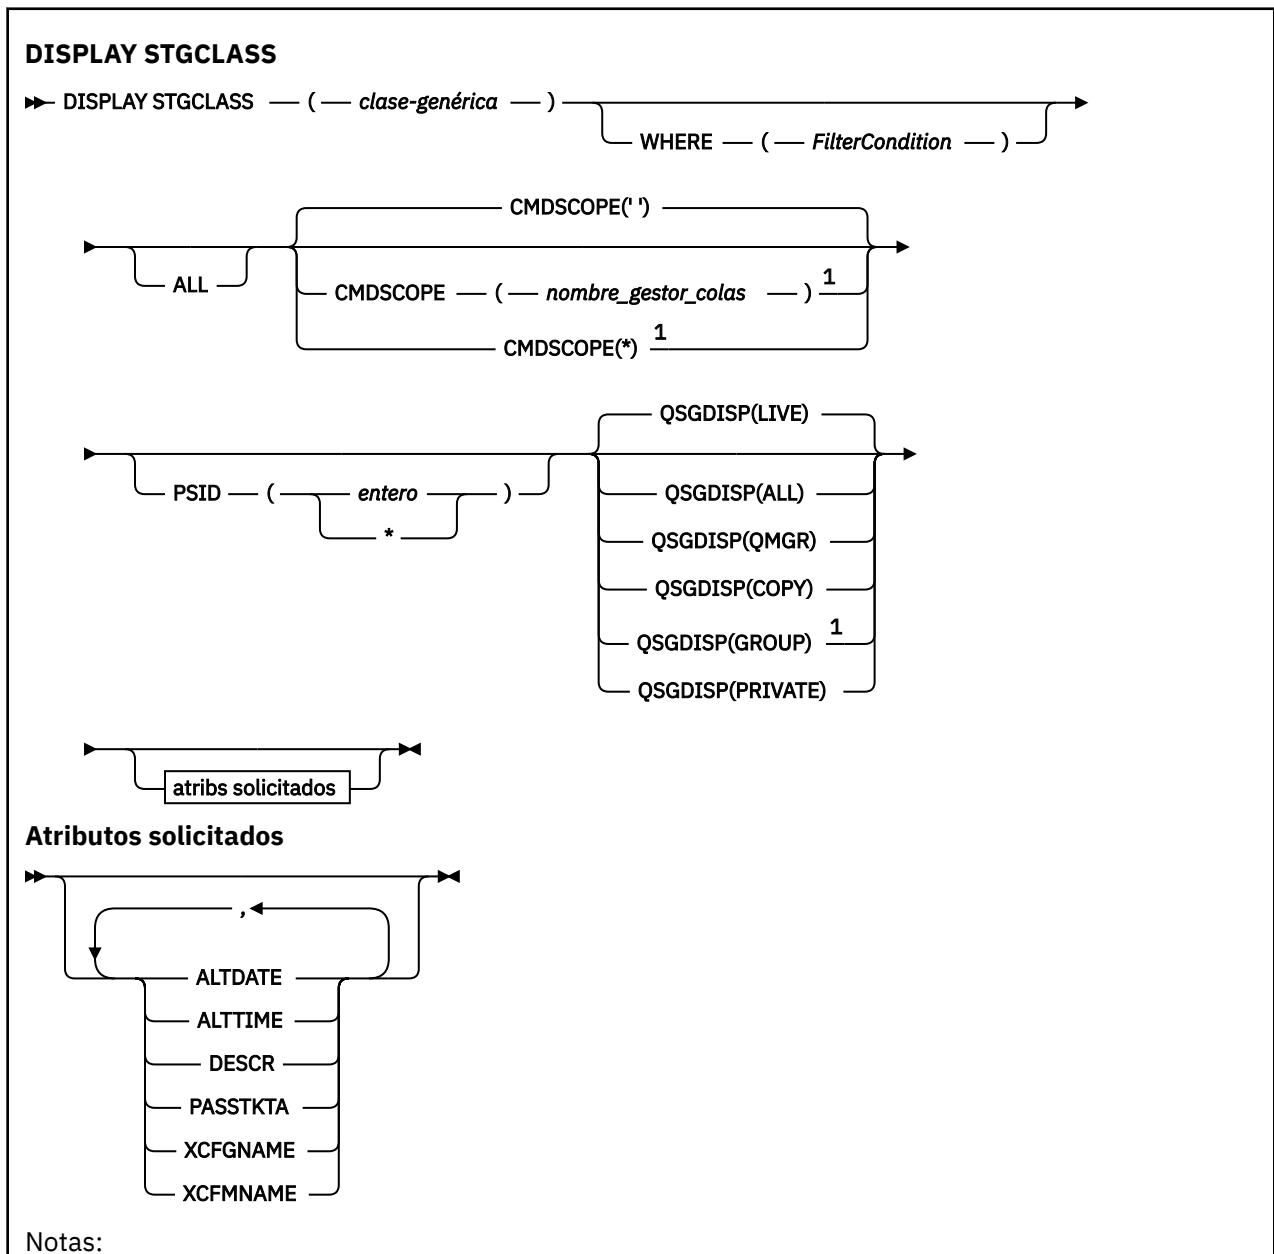 DISPLAY STGCLASS
DISPLAY STGCLASS ( clase-genérica )
WHERE ( FilterCondition )
CMDSCOPE(' ')
ALL
CMDSCOPE ( nombre_gestor_colas ) 1
CMDSCOPE(*) 1
QSGDISP(LIVE)
PSID ( entero )
*
QSGDISP(ALL)
QSGDISP(QMGR)
QSGDISP(COPY)
QSGDISP(GROUP) 1
QSGDISP(PRIVATE)
atribs solicitados
Atributos solicitados
,
ALTDATE
ALTTIME
DESCR
PASSTKTA
XCFGNAME
XCFMNAME
Notas: